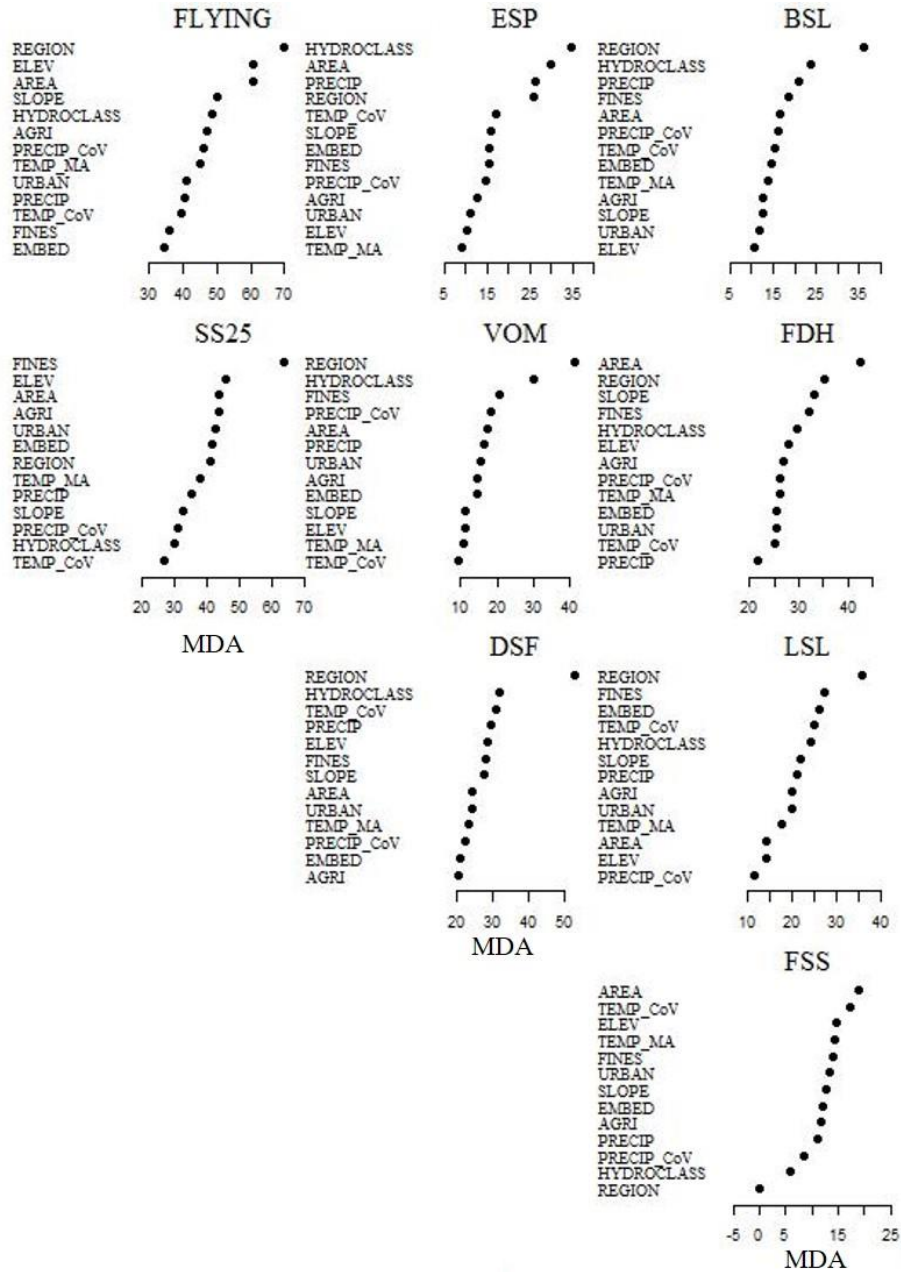 FLYING
REGION
ELEV
AREA
SLOPE
HYDROCLASS
AGRI
PRECIP_CoV
TEMP_MA
URBAN
PRECIP
TEMP_CoV
FINES
EMBED
30 40 50 60 70
ESP
HYDROCLASS
AREA
PRECIP
REGION
TEMP_CoV
SLOPE
EMBED
FINES
PRECIP_CoV
AGRI
URBAN
ELEV
TEMP_MA
5 15 25 35
BSL
REGION
HYDROCLASS
PRECIP
FINES
AREA
PRECIP_CoV
TEMP_CoV
EMBED
TEMP_MA
AGRI
SLOPE
URBAN
ELEV
5 15 25 35
SS25
FINES
ELEV
AREA
AGRI
URBAN
EMBED
REGION
TEMP_MA
PRECIP
SLOPE
PRECIP_CoV
HYDROCLASS
TEMP_CoV
20 30 40 50 60 70
MDA
VOM
REGION
HYDROCLASS
FINES
PRECIP_CoV
AREA
PRECIP
URBAN
AGRI
EMBED
SLOPE
ELEV
TEMP_MA
TEMP_CoV
10 20 30 40
FDH
AREA
REGION
SLOPE
FINES
HYDROCLASS
ELEV
AGRI
PRECIP_CoV
TEMP_MA
EMBED
URBAN
TEMP_CoV
PRECIP
20 30 40
DSF
REGION
HYDROCLASS
TEMP_CoV
PRECIP
ELEV
FINES
SLOPE
AREA
URBAN
TEMP_MA
PRECIP_CoV
EMBED
AGRI
20 30 40 50
MDA
LSL
REGION
FINES
EMBED
TEMP_CoV
HYDROCLASS
SLOPE
PRECIP
AGRI
URBAN
TEMP_MA
AREA
ELEV
PRECIP_CoV
10 20 30 40
FSS
AREA
TEMP_CoV
ELEV
TEMP_MA
FINES
URBAN
SLOPE
EMBED
AGRI
PRECIP
PRECIP_CoV
HYDROCLASS
REGION
-5 0 5 15 25
MDA